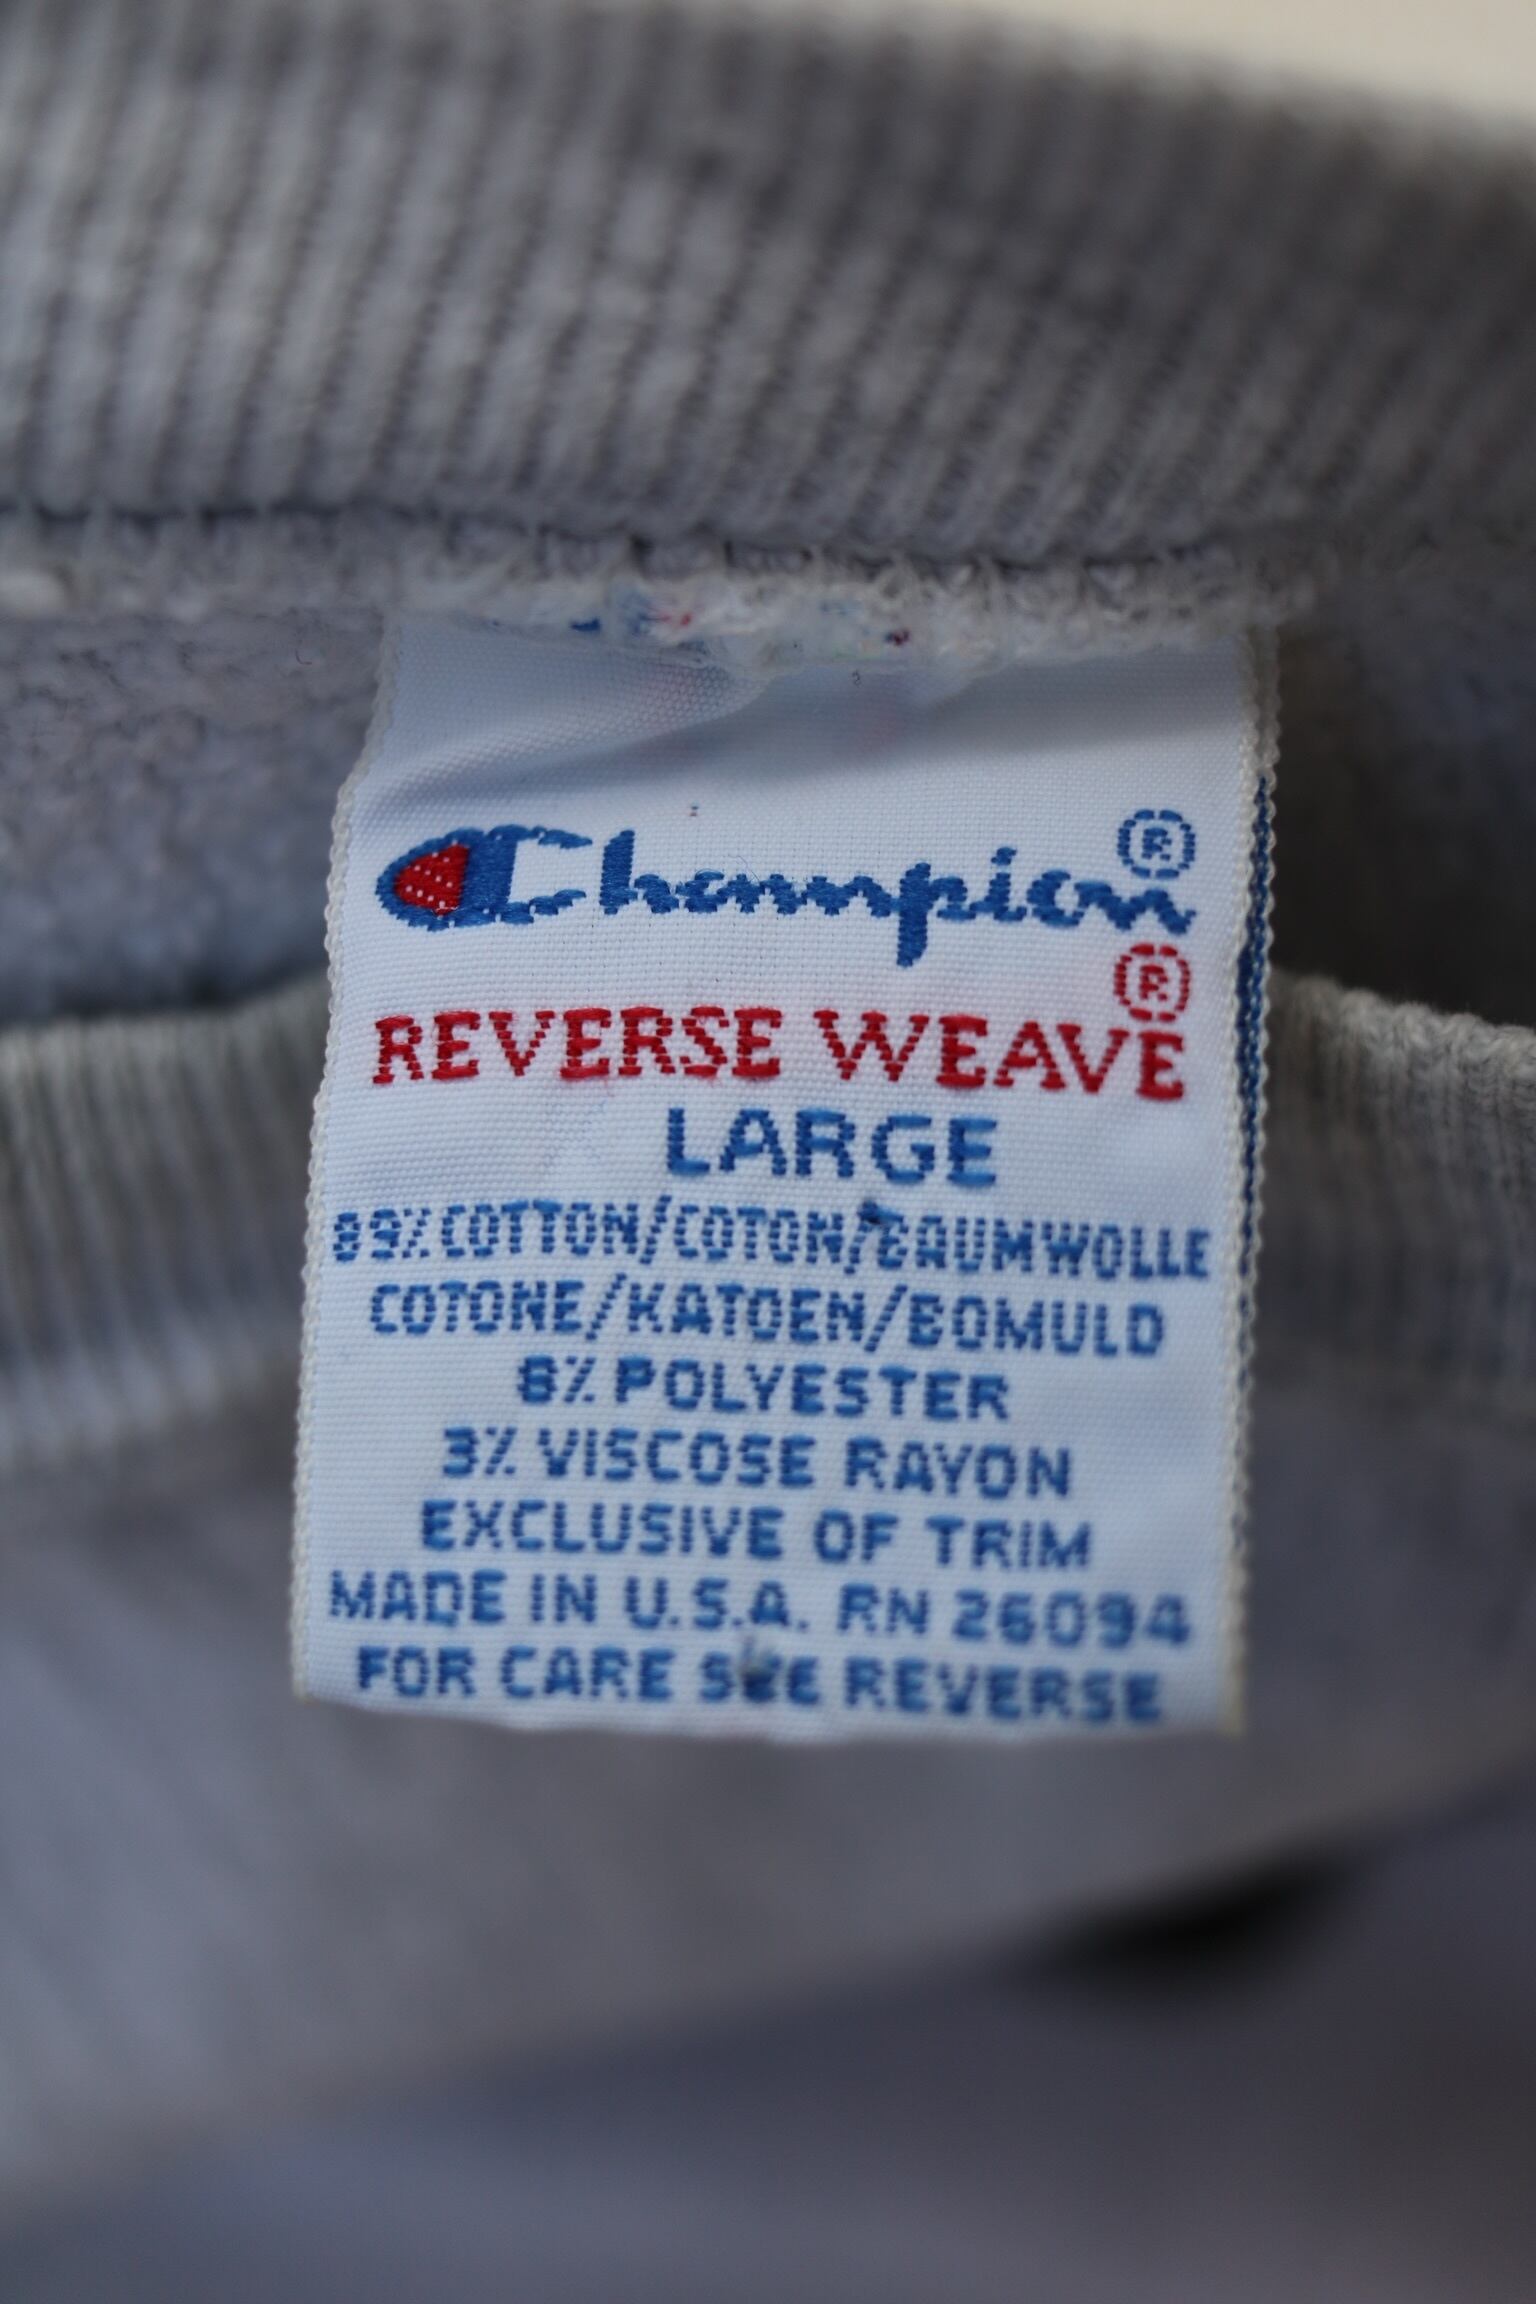 Champion®
REVERSE WEAVE®
LARGE
89% COTTON/COTON/BAUMWOLLE
COTONE/KATOEN/BOMULD
8% POLYESTER
3% VISCOSE RAYON
EXCLUSIVE OF TRIM
MADE IN U.S.A. RN 26094
FOR CARE SEE REVERSE